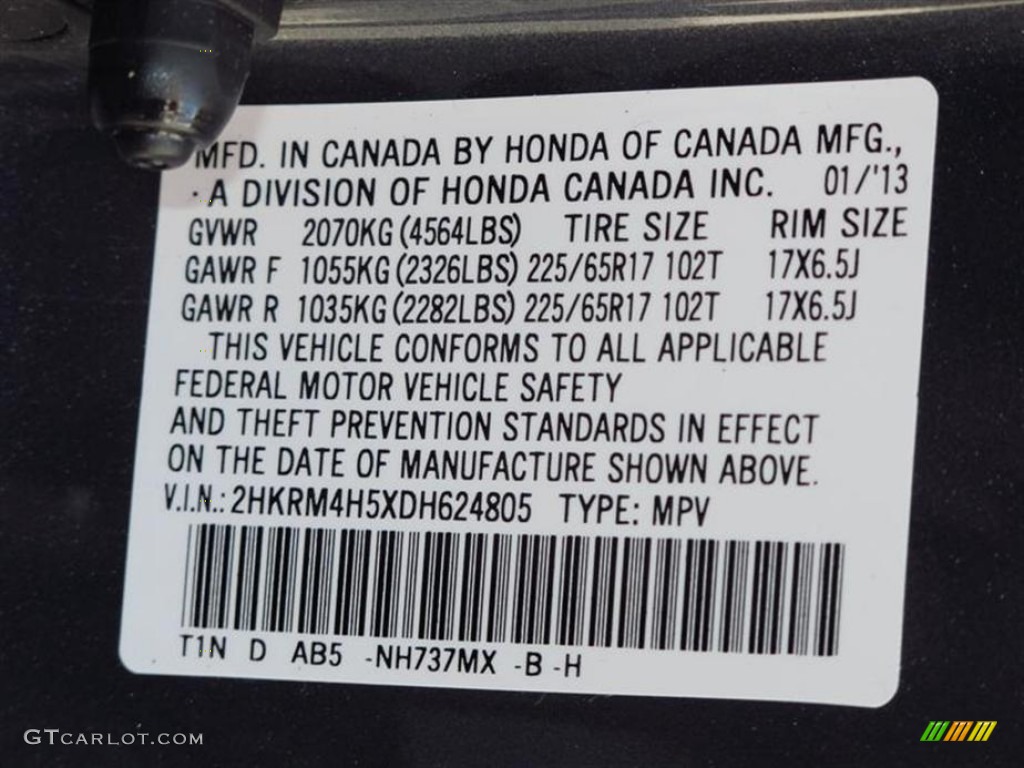 MFD. IN CANADA BY HONDA OF CANADA MFG.,
· A DIVISION OF HONDA CANADA INC. 01/'13
GVWR 2070KG (4564LBS) TIRE SIZE RIM SIZE
GAWR F 1055KG (2326LBS) 225/65R17 102T 17X6.5J
GAWR R 1035KG (2282LBS) 225/65R17 102T 17X6.5J
THIS VEHICLE CONFORMS TO ALL APPLICABLE
FEDERAL MOTOR VEHICLE SAFETY
AND THEFT PREVENTION STANDARDS IN EFFECT
ON THE DATE OF MANUFACTURE SHOWN ABOVE.
V.I.N.: 2HKRM4H5XDH624805 TYPE: MPV
T1N D AB5 -NH737MX -B -H
GTCARLOT.COM